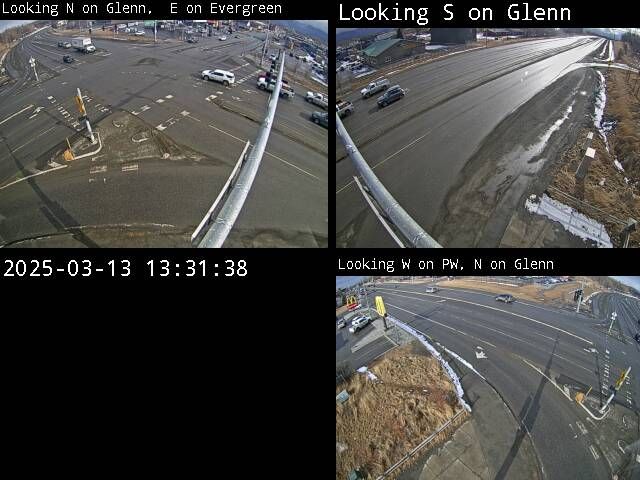 Looking N on Glenn,  E on Evergreen
Looking S on Glenn
2025-03-13 13:31:38
Looking W on PW, N on Glenn